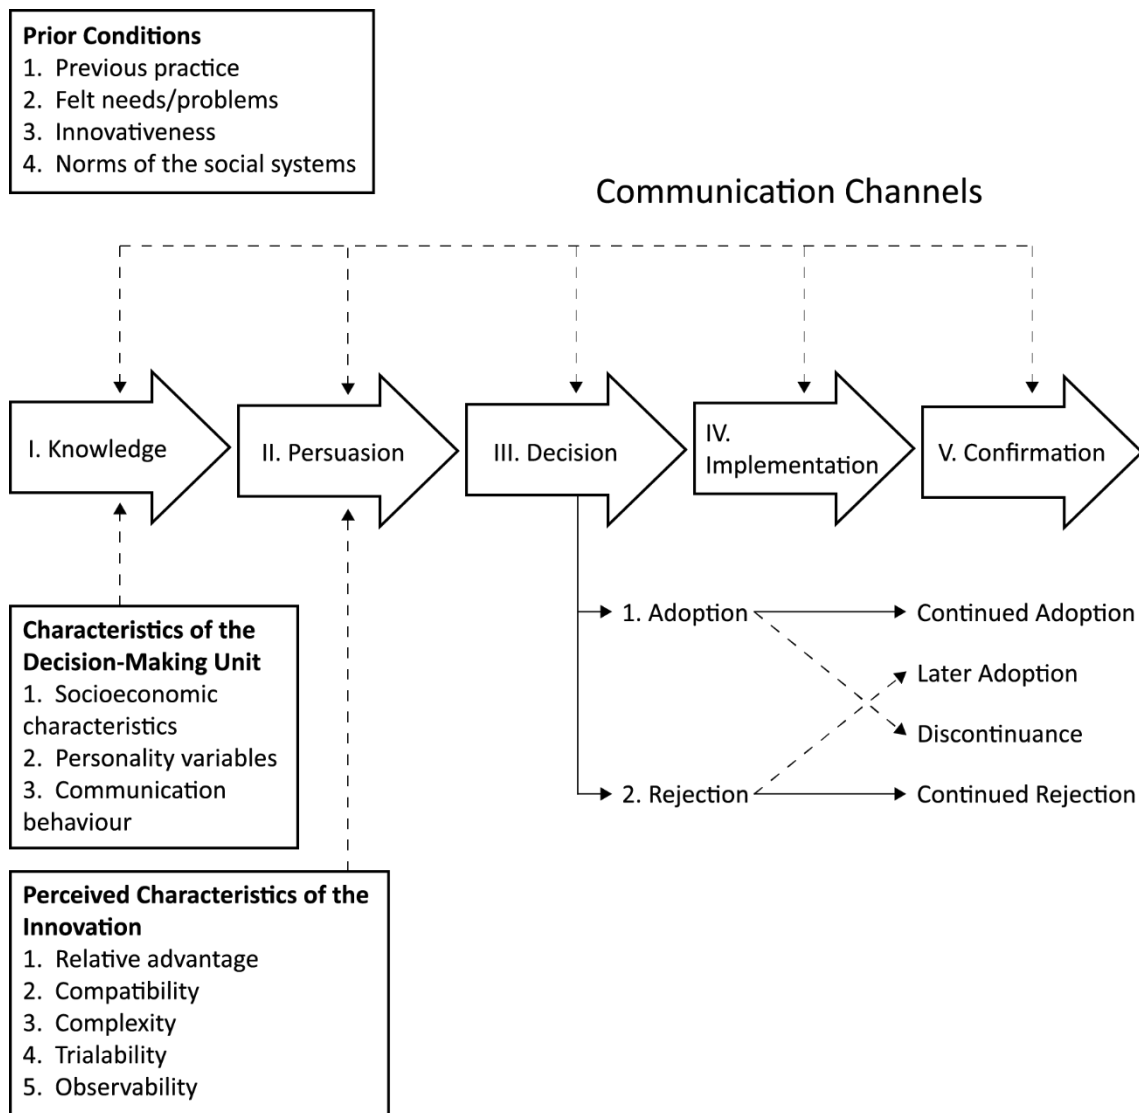 Prior Conditions
1. Previous practice
2. Felt needs/problems
3. Innovativeness
4. Norms of the social systems
Communication Channels
I. Knowledge
II. Persuasion
III. Decision
IV.
Implementation
V. Confirmation
Characteristics of the
Decision-Making Unit
1. Socioeconomic
characteristics
2. Personality variables
3. Communication
behaviour
1. Adoption
2. Rejection
Continued Adoption
Later Adoption
Discontinuance
Continued Rejection
Perceived Characteristics of the
Innovation
1. Relative advantage
2. Compatibility
3. Complexity
4. Trialability
5. Observability